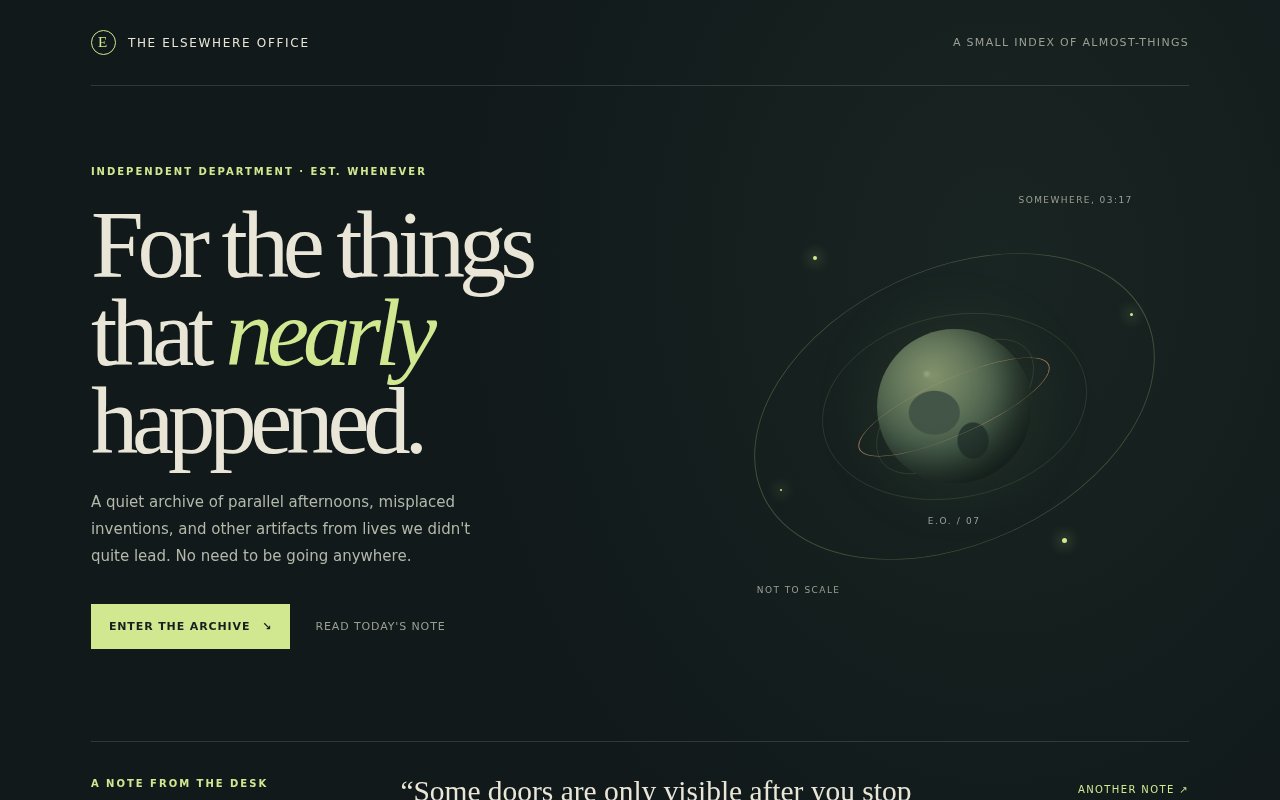 E THE ELSEWHERE OFFICE
A SMALL INDEX OF ALMOST-THINGS
INDEPENDENT DEPARTMENT · EST. WHENEVER
For the things
that nearly
happened.
A quiet archive of parallel afternoons, misplaced
inventions, and other artifacts from lives we didn't
quite lead. No need to be going anywhere.
ENTER THE ARCHIVE ↘
READ TODAY'S NOTE
SOMEWHERE, 03:17
E.O. / 07
NOT TO SCALE
A NOTE FROM THE DESK
“Some doors are only visible after you stop
ANOTHER NOTE ↗